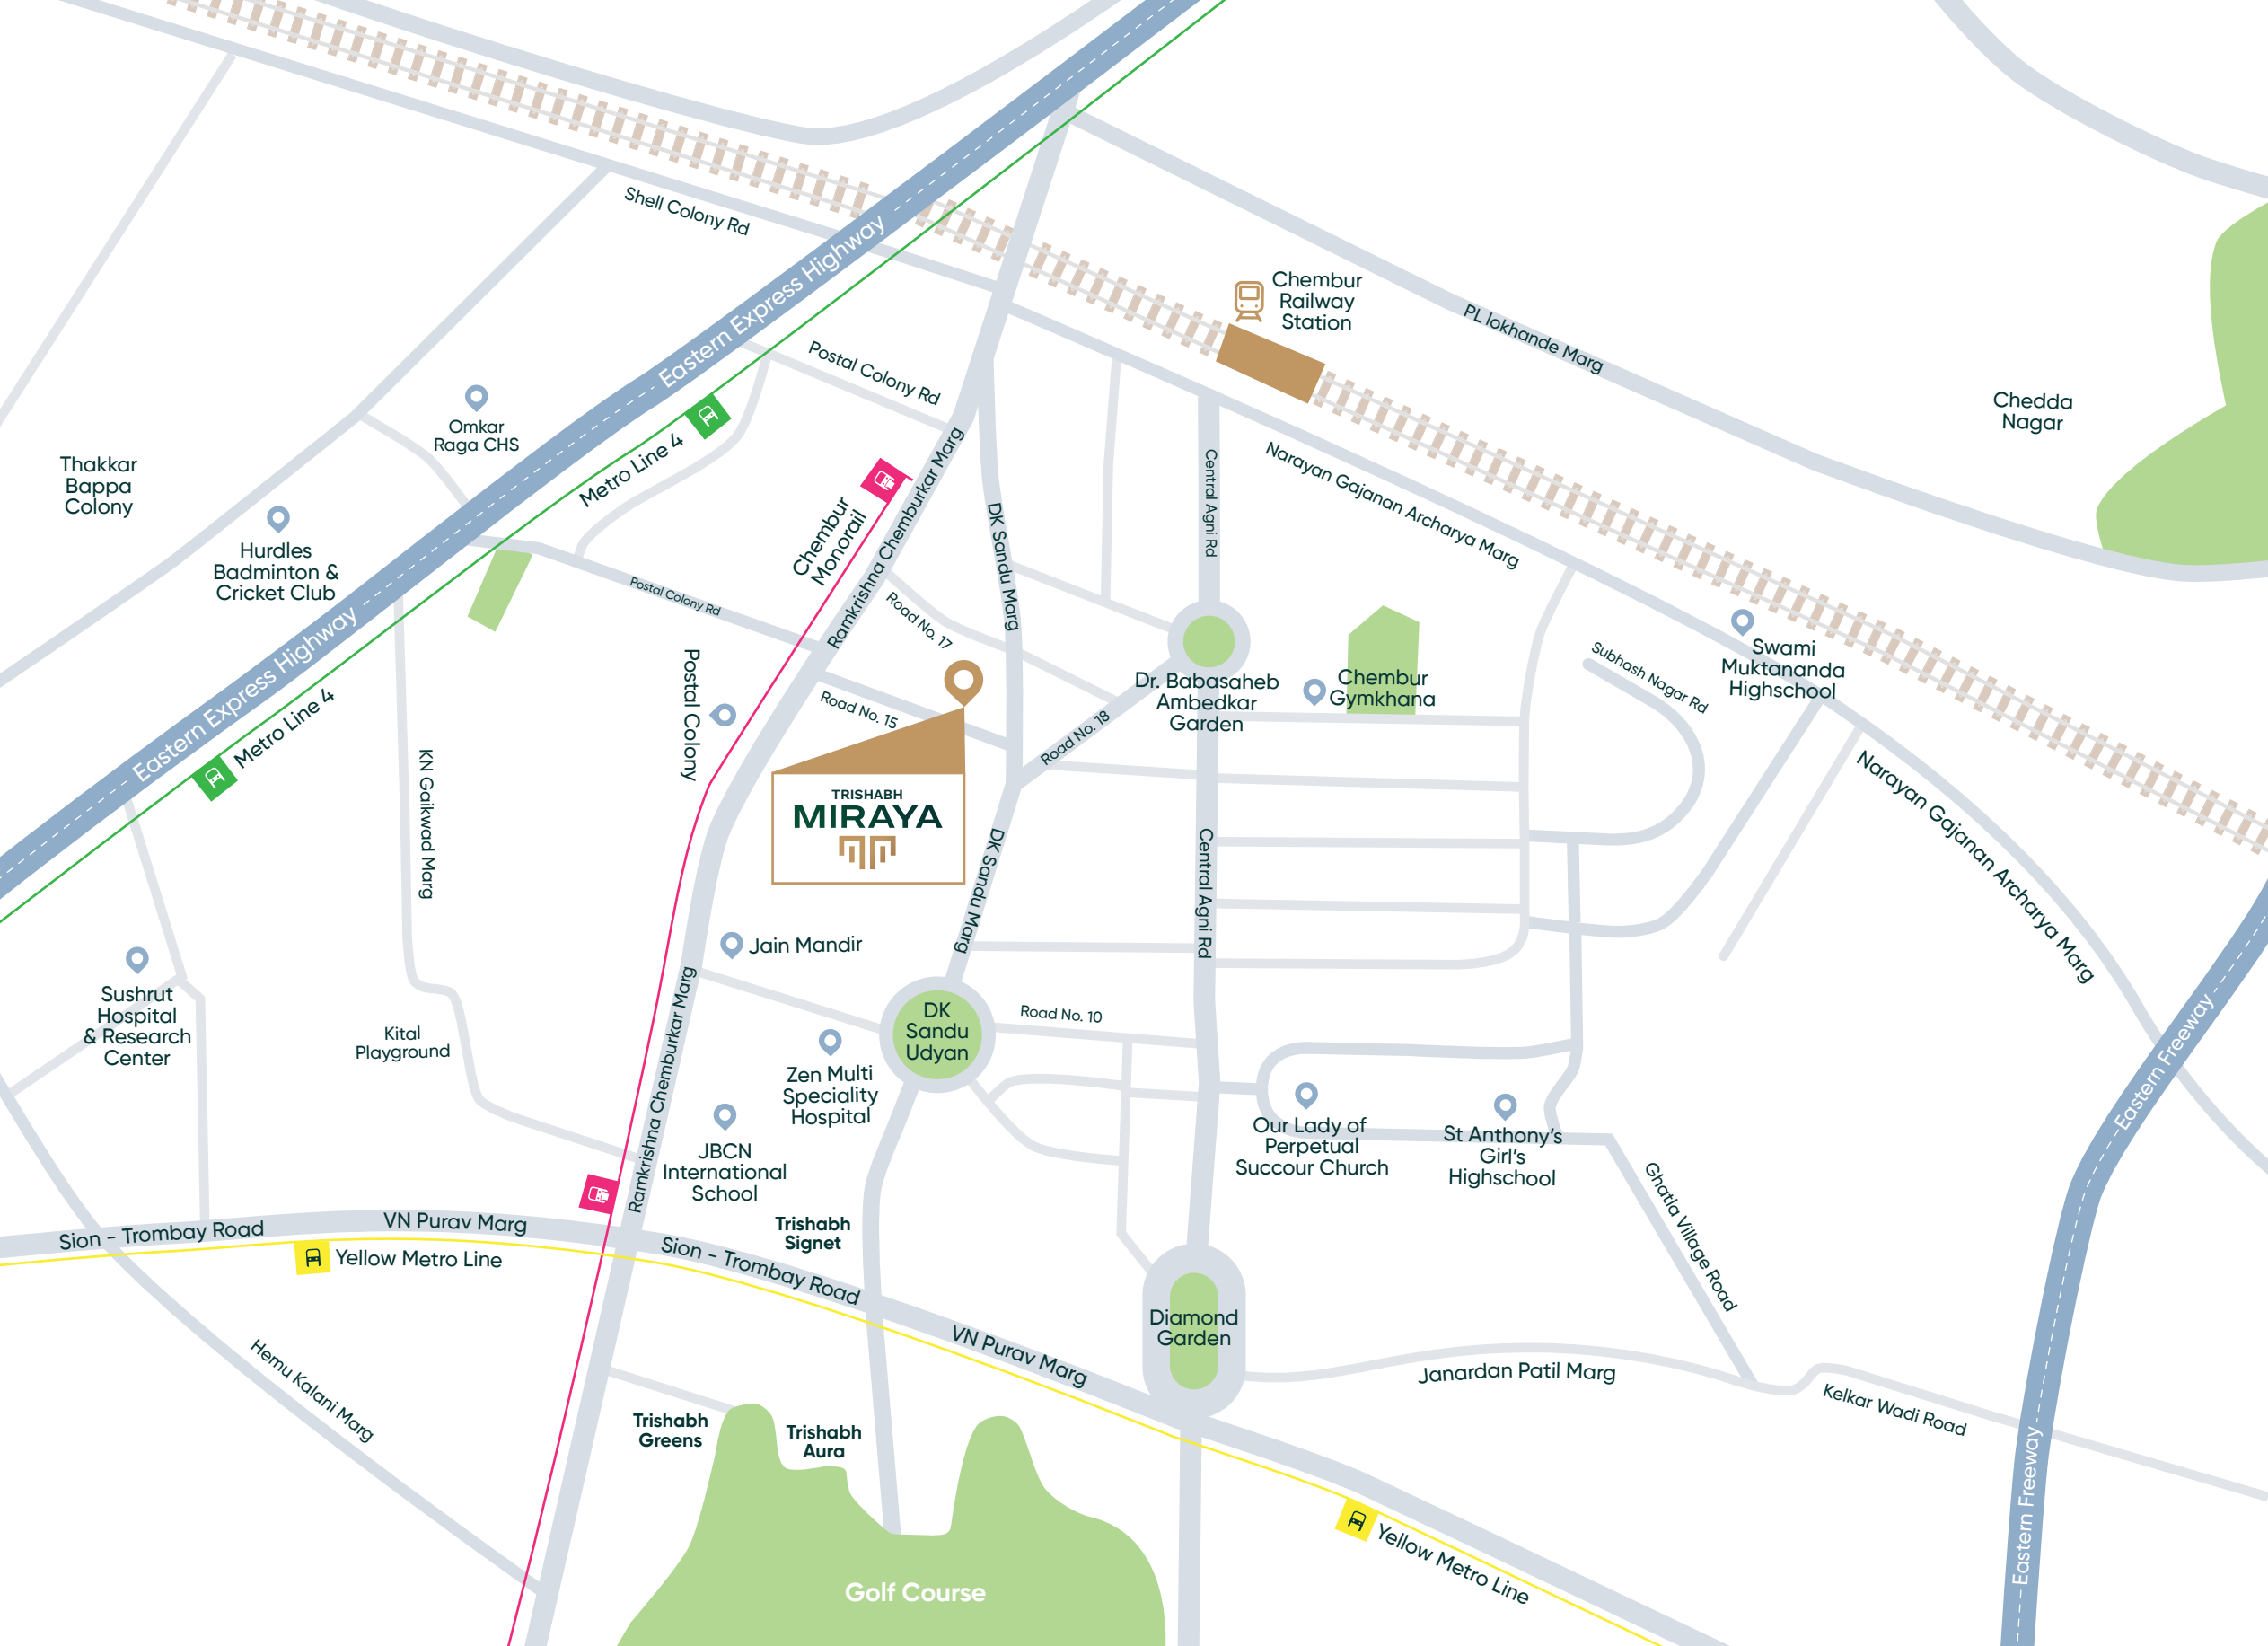 Shell Colony Rd
Eastern Express Highway
Chembur
Railway
Station
PL lokhande Marg
Chedda
Nagar
Postal Colony Rd
Omkar
Raga CHS
Metro Line 4
Thakkar
Bappa
Colony
Hurdles
Badminton &
Cricket Club
Chembur
Monorail
Ramkrishna Chemburkar Marg
DK Sandu Marg
Central Agni Rd
Narayan Gajanan Archarya Marg
Postal Colony Rd
Road No. 17
Postal Colony
Road No. 15
Road No. 18
Dr. Babasaheb
Ambedkar
Garden
Chembur
Gymkhana
Subhash Nagar Rd
Swami
Muktananda
Highschool
Eastern Express Highway
Metro Line 4
KN Gaikwad Marg
TRISHABH
MIRAYA
DK Sandu Marg
Central Agni Rd
Narayan Gajanan Archarya Marg
Jain Mandir
Sushrut
Hospital
& Research
Center
Kital
Playground
Ramkrishna Chemburkar Marg
DK
Sandu
Udyan
Road No. 10
Zen Multi
Speciality
Hospital
JBCN
International
School
Our Lady of
Perpetual
Succour Church
St Anthony's
Girl's
Highschool
Eastern Freeway
Ghatla Village Road
Sion - Trombay Road
VN Purav Marg
Yellow Metro Line
Trishabh
Signet
Sion - Trombay Road
VN Purav Marg
Diamond
Garden
Janardan Patil Marg
Kelkar Wadi Road
Hemu Kalani Marg
Trishabh
Greens
Trishabh
Aura
Golf Course
Yellow Metro Line
Eastern Freeway